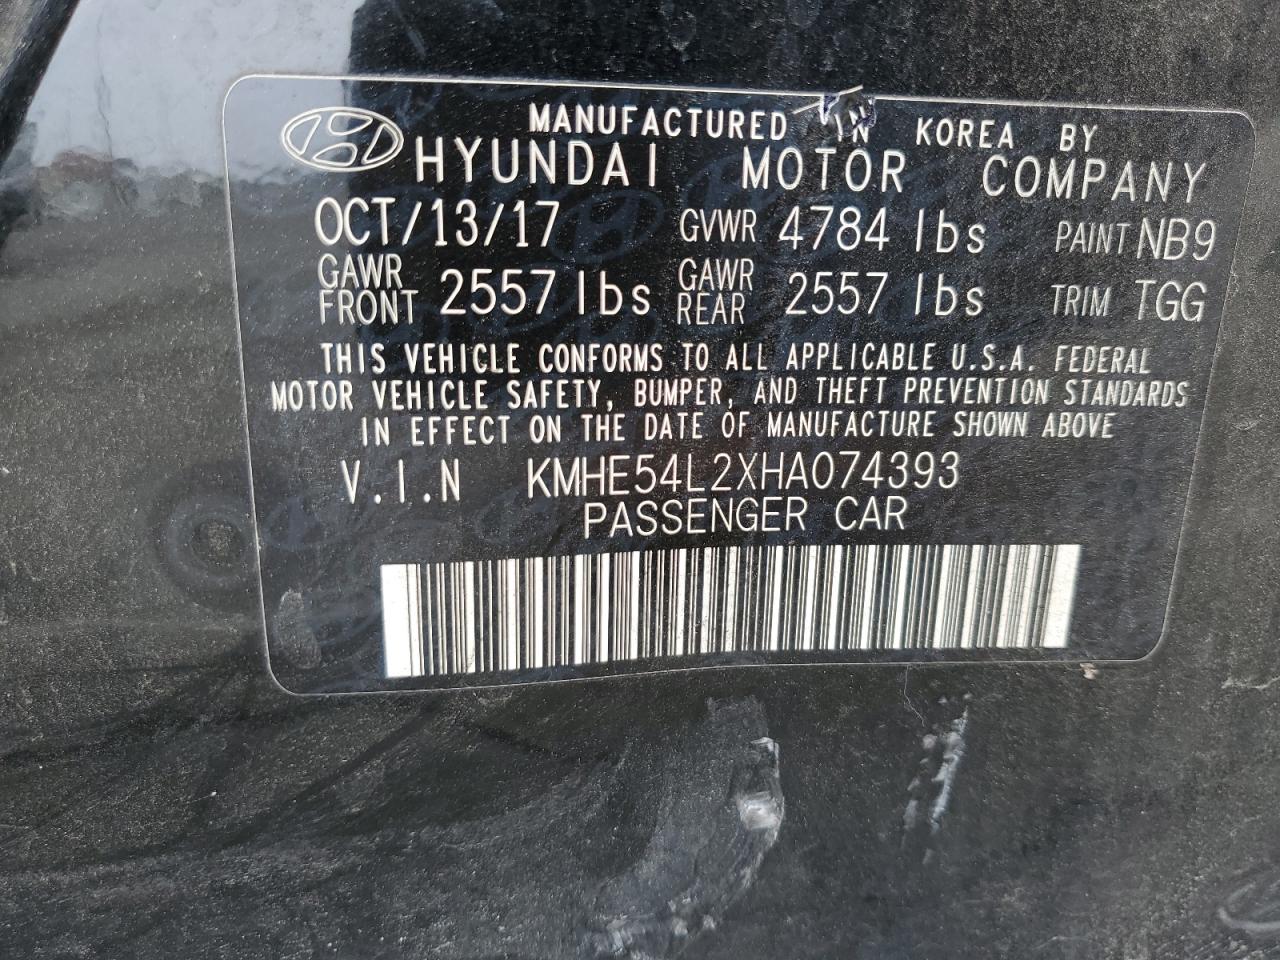 MANUFACTURED IN KOREA BY
HYUNDAI MOTOR COMPANY
OCT/13/17 GVWR 4784 lbs PAINT NB9
GAWR FRONT 2557 lbs GAWR REAR 2557 lbs TRIM TGG
THIS VEHICLE CONFORMS TO ALL APPLICABLE U.S.A. FEDERAL
MOTOR VEHICLE SAFETY, BUMPER, AND THEFT PREVENTION STANDARDS
IN EFFECT ON THE DATE OF MANUFACTURE SHOWN ABOVE
V.I.N KMHE54L2XHA074393
PASSENGER CAR